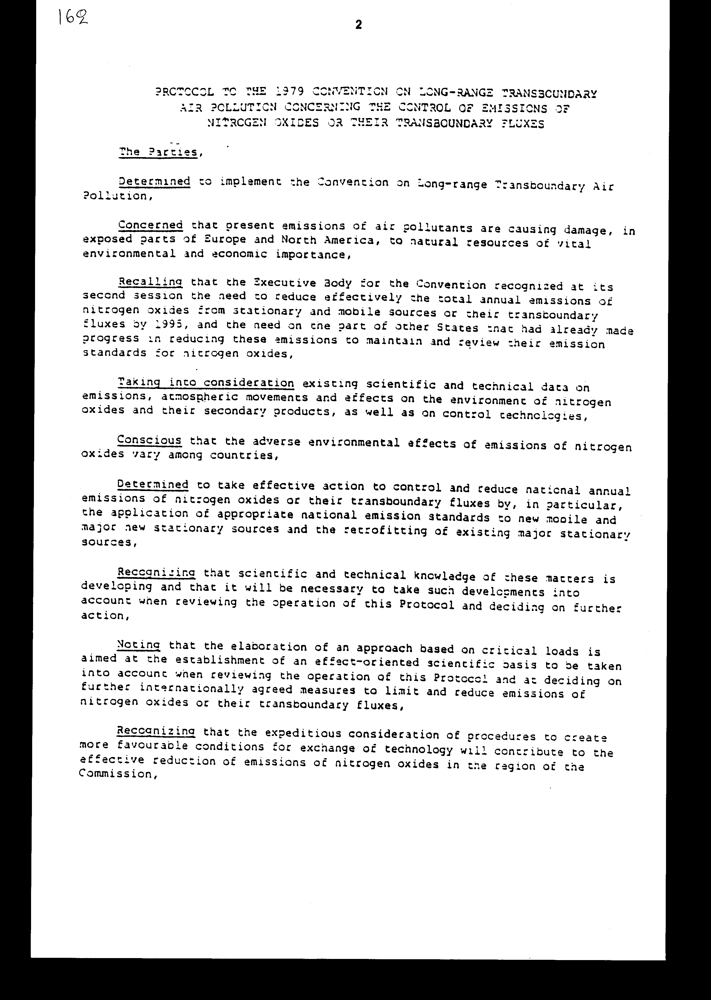 162
2
PROTOCOL TO THE 1979 CONVENTION ON LONG-RANGE TRANSBOUNDARY
AIR POLLUTION CONCERNING THE CONTROL OF EMISSIONS OF
NITROGEN OXIDES OR THEIR TRANSBOUNDARY FLUXES
The Parties,
Determined to implement the Convention on Long-range Transboundary Air
Pollution,
Concerned that present emissions of air pollutants are causing damage, in
exposed parts of Europe and North America, to natural resources of vital
environmental and economic importance,
Recalling that the Executive Body for the Convention recognized at its
second session the need to reduce effectively the total annual emissions of
nitrogen oxides from stationary and mobile sources or their transboundary
fluxes by 1995, and the need on the part of other States that had already made
progress in reducing these emissions to maintain and review their emission
standards for nitrogen oxides,
Taking into consideration existing scientific and technical data on
emissions, atmospheric movements and effects on the environment of nitrogen
oxides and their secondary products, as well as on control technologies,
Conscious that the adverse environmental effects of emissions of nitrogen
oxides vary among countries,
Determined to take effective action to control and reduce national annual
emissions of nitrogen oxides or their transboundary fluxes by, in particular,
the application of appropriate national emission standards to new mobile and
major new stationary sources and the retrofitting of existing major stationary
sources,
Recognizing that scientific and technical knowledge of these matters is
developing and that it will be necessary to take such developments into
account when reviewing the operation of this Protocol and deciding on further
action,
Noting that the elaboration of an approach based on critical loads is
aimed at the establishment of an effect-oriented scientific basis to be taken
into account when reviewing the operation of this Protocol and at deciding on
further internationally agreed measures to limit and reduce emissions of
nitrogen oxides or their transboundary fluxes,
Recognizing that the expeditious consideration of procedures to create
more favourable conditions for exchange of technology will contribute to the
effective reduction of emissions of nitrogen oxides in the region of the
Commission,